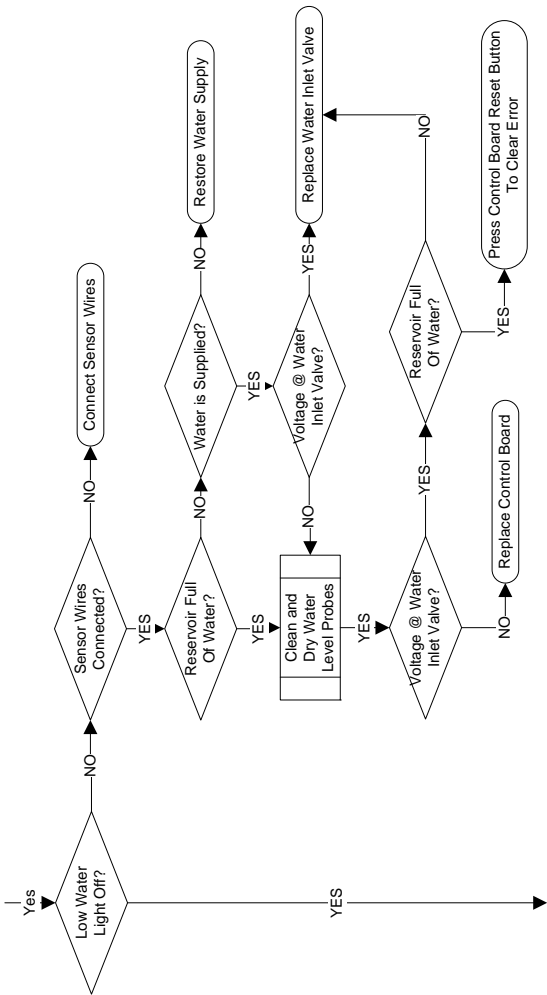 Yes
Low Water
Light Off?
NO
YES
Sensor Wires
Connected?
NO
Connect Sensor Wires
YES
Reservoir Full
Of Water?
NO
Water is Supplied?
NO
Restore Water Supply
YES
YES
Clean and
Dry Water
Level Probes
NO
Voltage @ Water
Inlet Valve?
YES
Replace Water Inlet Valve
YES
Voltage @ Water
Inlet Valve?
YES
Reservoir Full
Of Water?
NO
NO
Replace Control Board
YES
Press Control Board Reset Button
To Clear Error